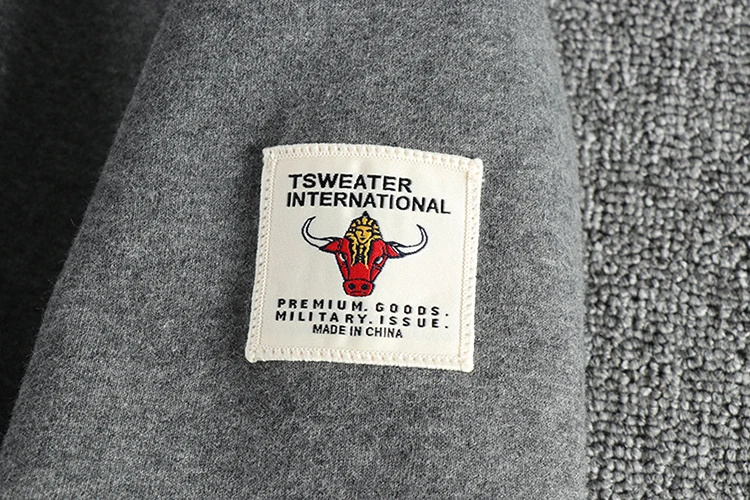 TSWEATER
INTERNATIONAL
PREMIUM. GOODS.
MILITARY. ISSUE.
MADE IN CHINA